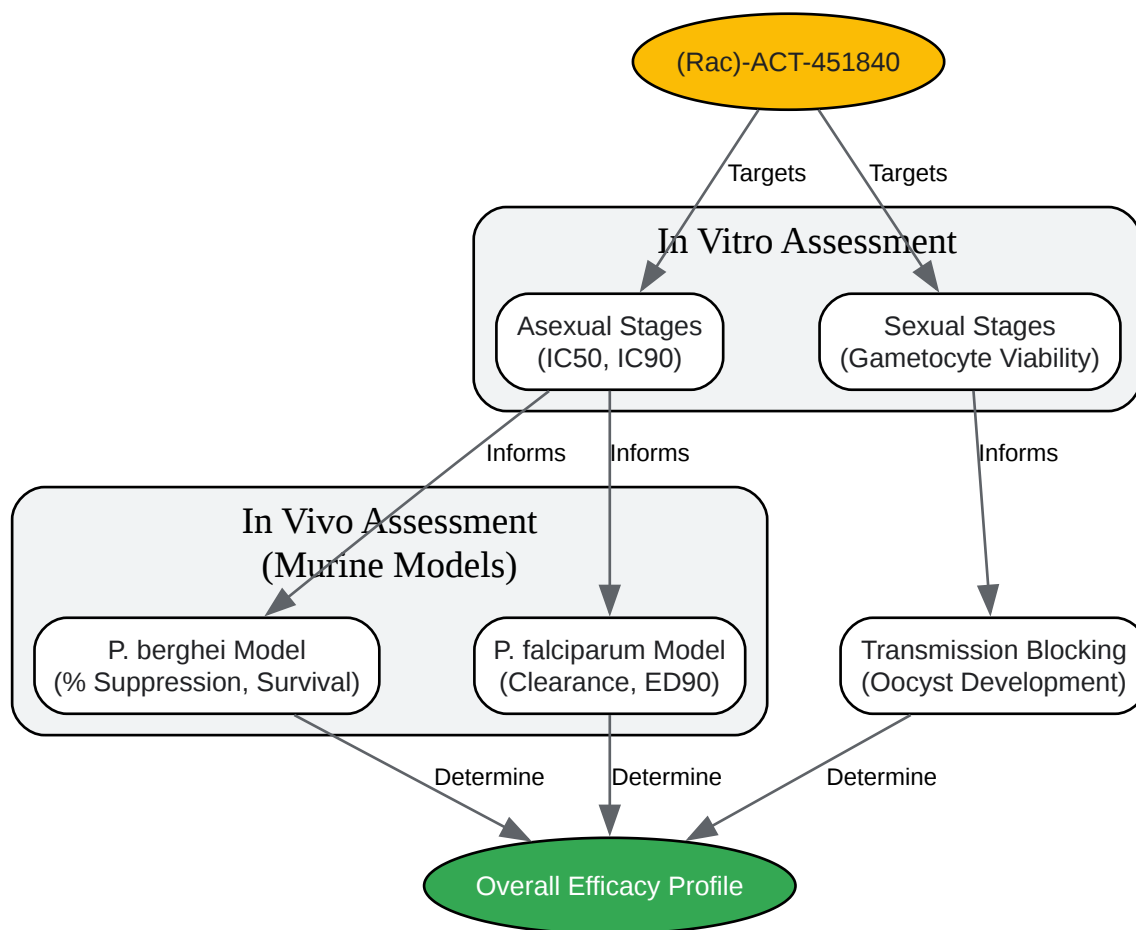 (Rac)-ACT-451840
Targets
Targets
In Vitro Assessment
Asexual Stages
(IC50, IC90)
Sexual Stages
(Gametocyte Viability)
Informs
Informs
Informs
In Vivo Assessment
(Murine Models)
P. berghei Model
(% Suppression, Survival)
P. falciparum Model
(Clearance, ED90)
Transmission Blocking
(Oocyst Development)
Determine
Determine
Determine
Overall Efficacy Profile